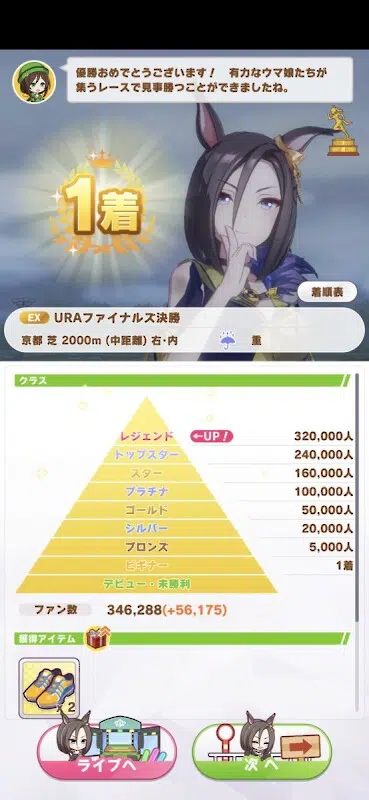 優勝おめでとうございます！　有力なウマ娘たちが
集うレースで見事勝つことができましたね。
1着
着順表
EX URAファイナルズ決勝
京都 芝 2000m (中距離) 右・内 重
クラス
レジェンド ←UP! 320,000人
トップスター 240,000人
スター 160,000人
プラチナ 100,000人
ゴールド 50,000人
シルバー 20,000人
ブロンズ 5,000人
ビギナー 1着
デビュー・未勝利
ファン数 346,288(+56,175)
獲得アイテム
×2
ライブへ
次へ